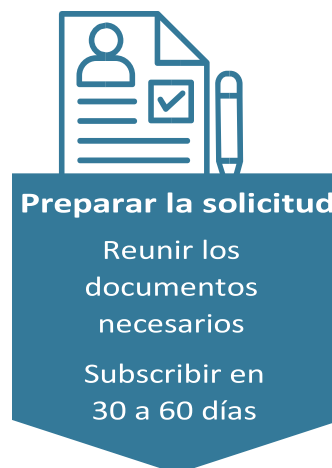 Preparar la solicitud
Reunir los
documentos
necesarios
Subscribir en
30 a 60 días